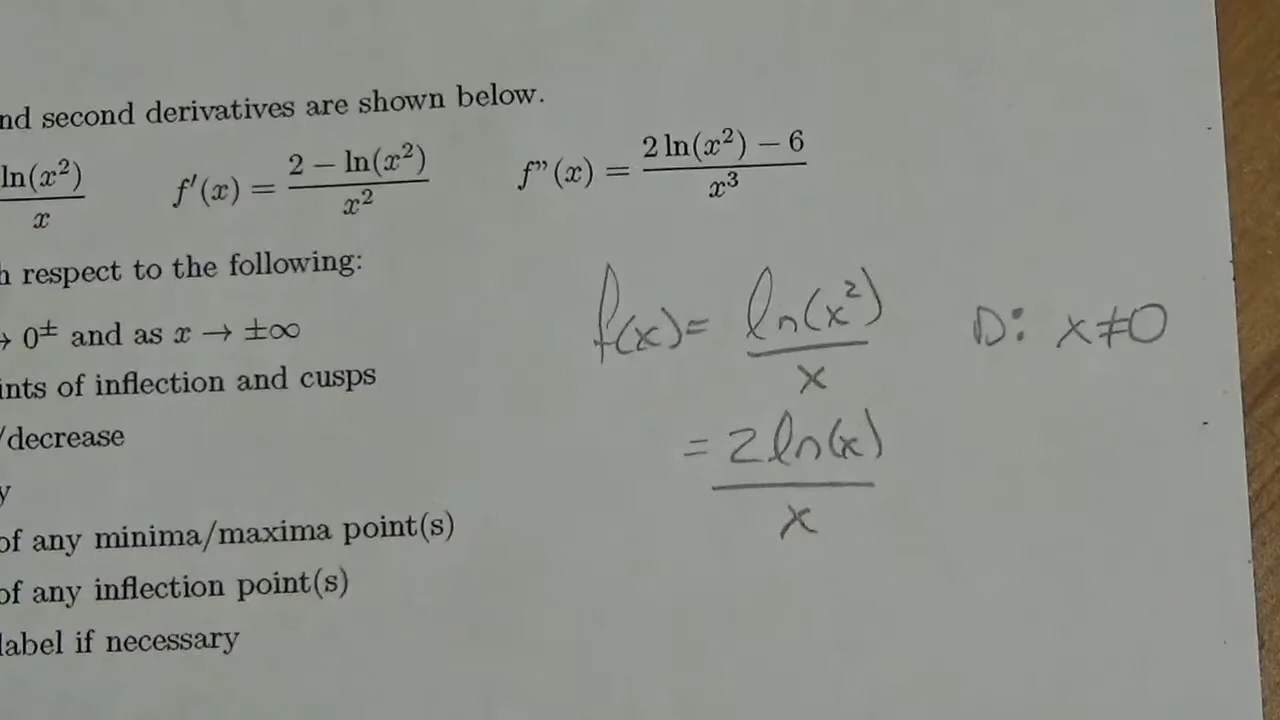 nd second derivatives are shown below.
ln(x²)/x f′(x) = (2 − ln(x²))/x² f”(x) = (2 ln(x²) − 6)/x³
h respect to the following:
→ 0± and as x → ±∞
ints of inflection and cusps
/decrease
y
of any minima/maxima point(s)
of any inflection point(s)
label if necessary
f(x) = ln(x²)/x D: x≠0
= 2ln(x)/x